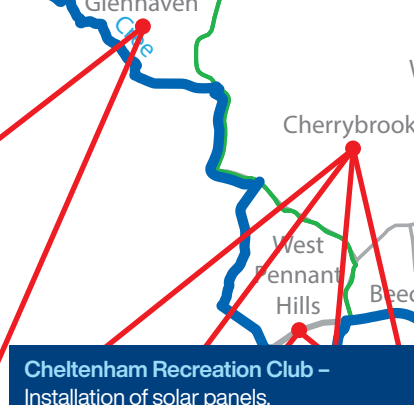 Glenhaven
Cherrybrook
West
Pennant
Hills
Cheltenham Recreation Club –
Installation of solar panels.